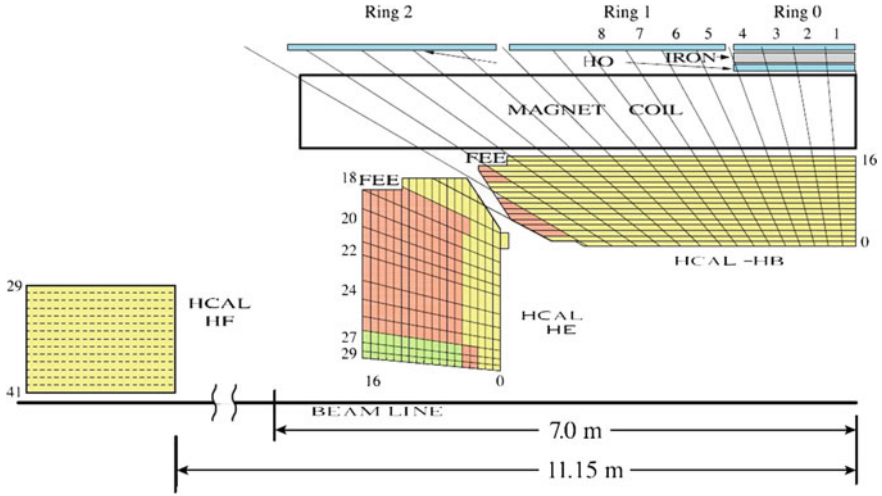 Ring 2 Ring 1 Ring 0
8 7 6 5 4 3 2 1
HO IRON
MAGNET COIL
FEE 16
18 FEE
20
22
0
HCAL -HB
24
29
HCAL
HF
HCAL
HE
27
29
16 0
41
BEAM LINE
7.0 m
11.15 m